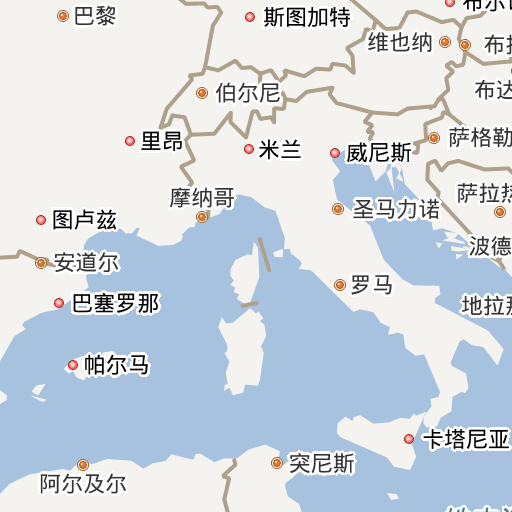 巴黎
斯图加特
维也纳
布达
伯尔尼
里昂
米兰
威尼斯
萨格勒
摩纳哥
萨拉热
圣马力诺
图卢兹
波德
安道尔
罗马
巴塞罗那
地拉那
帕尔马
卡塔尼亚
突尼斯
阿尔及尔